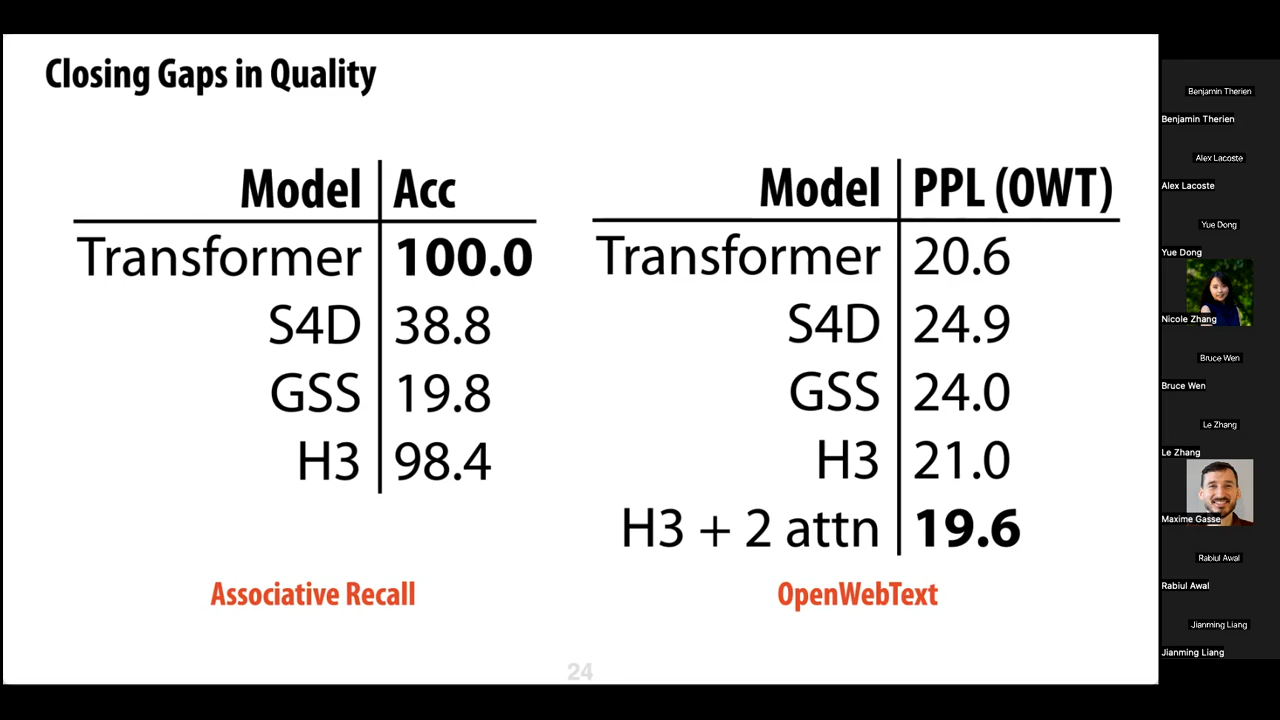 Closing Gaps in Quality
Model Acc
Transformer 100.0
S4D 38.8
GSS 19.8
H3 98.4
Associative Recall
Model PPL (OWT)
Transformer 20.6
S4D 24.9
GSS 24.0
H3 21.0
H3 + 2 attn 19.6
OpenWebText
24
Benjamin Therien
Benjamin Therien
Alex Lacoste
Alex Lacoste
Yue Dong
Yue Dong
Nicole Zhang
Bruce Wen
Bruce Wen
Le Zhang
Le Zhang
Maxime Gasse
Rabiul Awal
Rabiul Awal
Jianming Liang
Jianming Liang